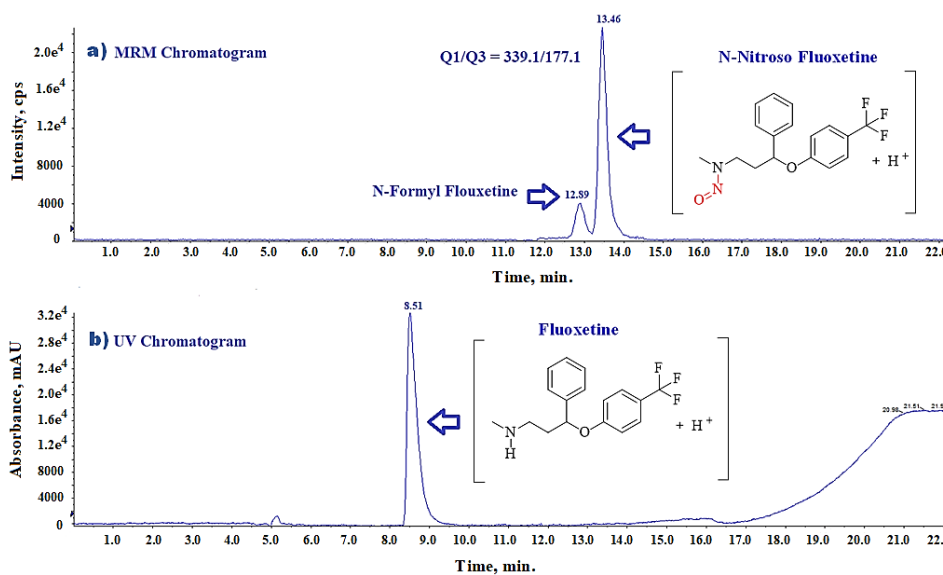 a) MRM Chromatogram
13.46
Q1/Q3 = 339.1/177.1
N-Nitroso Fluoxetine
F
F
F
O
N
N
O
+ H⁺
N-Formyl Flouxetine
12.89
Intensity, cps
2.0e⁴
1.6e⁴
1.2e⁴
8000
4000
0
1.0 2.0 3.0 4.0 5.0 6.0 7.0 8.0 9.0 10.0 11.0 12.0 13.0 14.0 15.0 16.0 17.0 18.0 19.0 20.0 21.0 22.0
Time, min.
b) UV Chromatogram
8.51
Fluoxetine
F
F
F
O
N
H
+ H⁺
20.98 21.51
Absorbance, mAU
3.2e⁴
2.8e⁴
2.4e⁴
2.0e⁴
1.6e⁴
1.2e⁴
8000
4000
0
1.0 2.0 3.0 4.0 5.0 6.0 7.0 8.0 9.0 10.0 11.0 12.0 13.0 14.0 15.0 16.0 17.0 18.0 19.0 20.0 21.0 22.
Time, min.